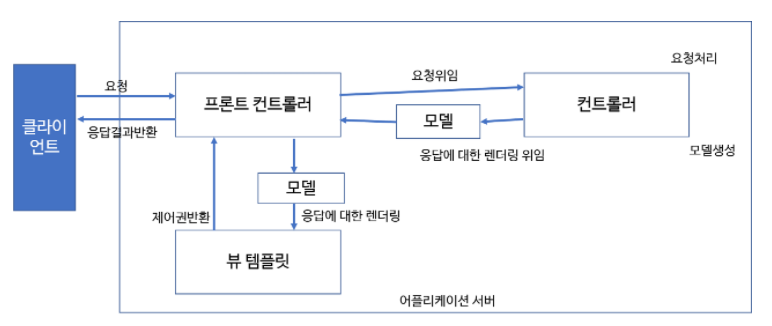 요청처리
요청
프론트 컨트롤러
요청위임
컨트롤러
클라이
언트
모델
응답결과반환
응답에 대한 렌더링 위임
모델생성
모델
제어권반환
응답에 대한 렌더링
뷰 템플릿
어플리케이션 서버